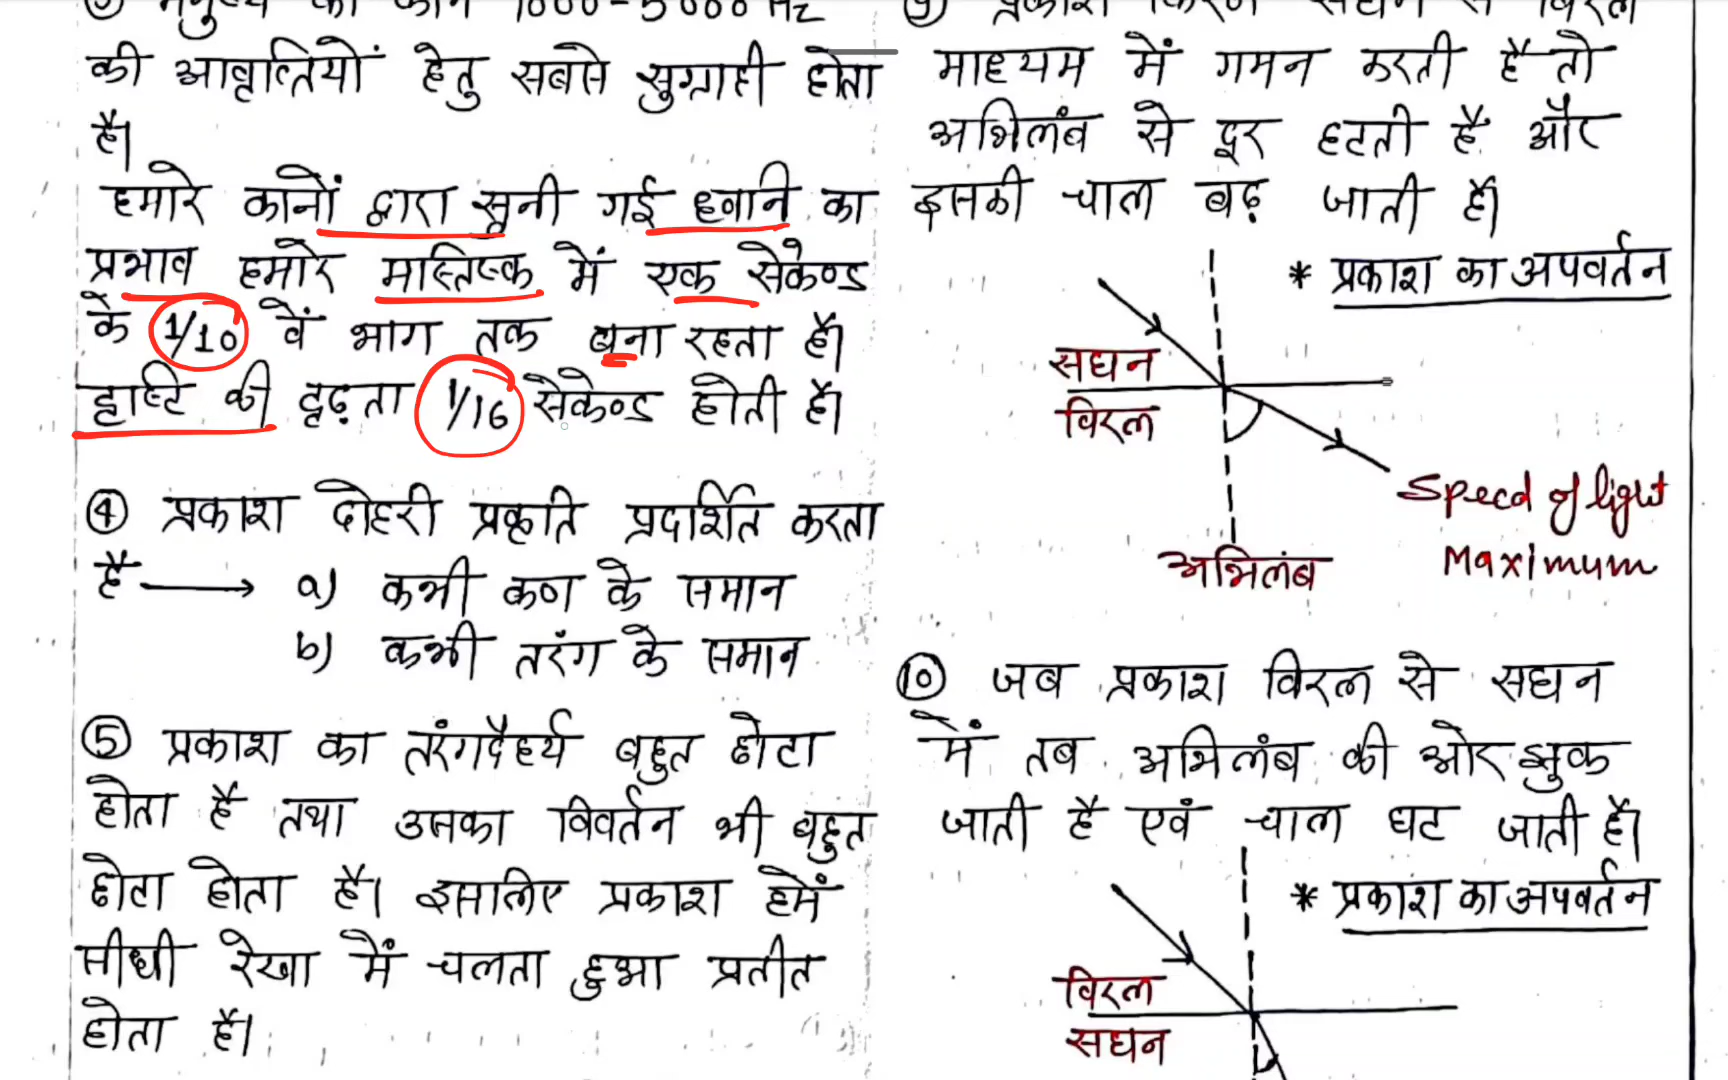 की आवृत्तियों हेतु सबसे सुग्राही होता
है।
हमारे कानों द्वारा सुनी गई ध्वनि का
प्रभाव हमारे मस्तिष्क में एक सेकेण्ड
के 1/10 वें भाग तक बना रहता है।
दृष्टि की दृढ़ता 1/16 सेकेण्ड होती है।
④ प्रकाश दोहरी प्रकृति प्रदर्शित करता
है → a) कभी कण के समान
b) कभी तरंग के समान
⑤ प्रकाश का तरंगदैर्ध्य बहुत छोटा
होता है तथा उसका विवर्तन भी बहुत
छोटा होता है। इसलिए प्रकाश हमें
सीधी रेखा में चलता हुआ प्रतीत
होता है।
माध्यम में गमन करती है तो
अभिलंब से दूर हटती है और
इसकी चाल बढ़ जाती है।
* प्रकाश का अपवर्तन
सघन
विरल
Speed of light
Maximum
अभिलंब
⑩ जब प्रकाश विरल से सघन
में तब अभिलंब की ओर झुक
जाती है एवं चाल घट जाती है।
* प्रकाश का अपवर्तन
विरल
सघन